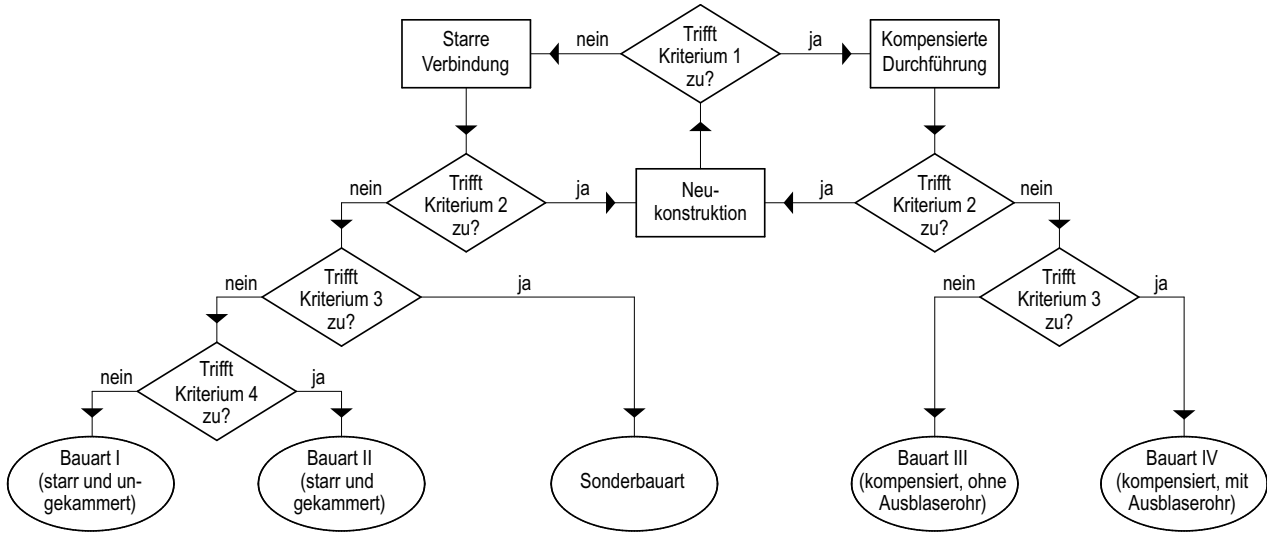 Starre
Verbindung
nein
Trifft
Kriterium 1
zu?
ja
Kompensierte
Durchführung
nein
Trifft
Kriterium 2
zu?
ja
Neu-
konstruktion
ja
Trifft
Kriterium 2
zu?
nein
nein
Trifft
Kriterium 3
zu?
ja
nein
Trifft
Kriterium 3
zu?
ja
nein
Trifft
Kriterium 4
zu?
ja
Bauart I
(starr und un-
gekammert)
Bauart II
(starr und
gekammert)
Sonderbauart
Bauart III
(kompensiert, ohne
Ausblaserohr)
Bauart IV
(kompensiert, mit
Ausblaserohr)